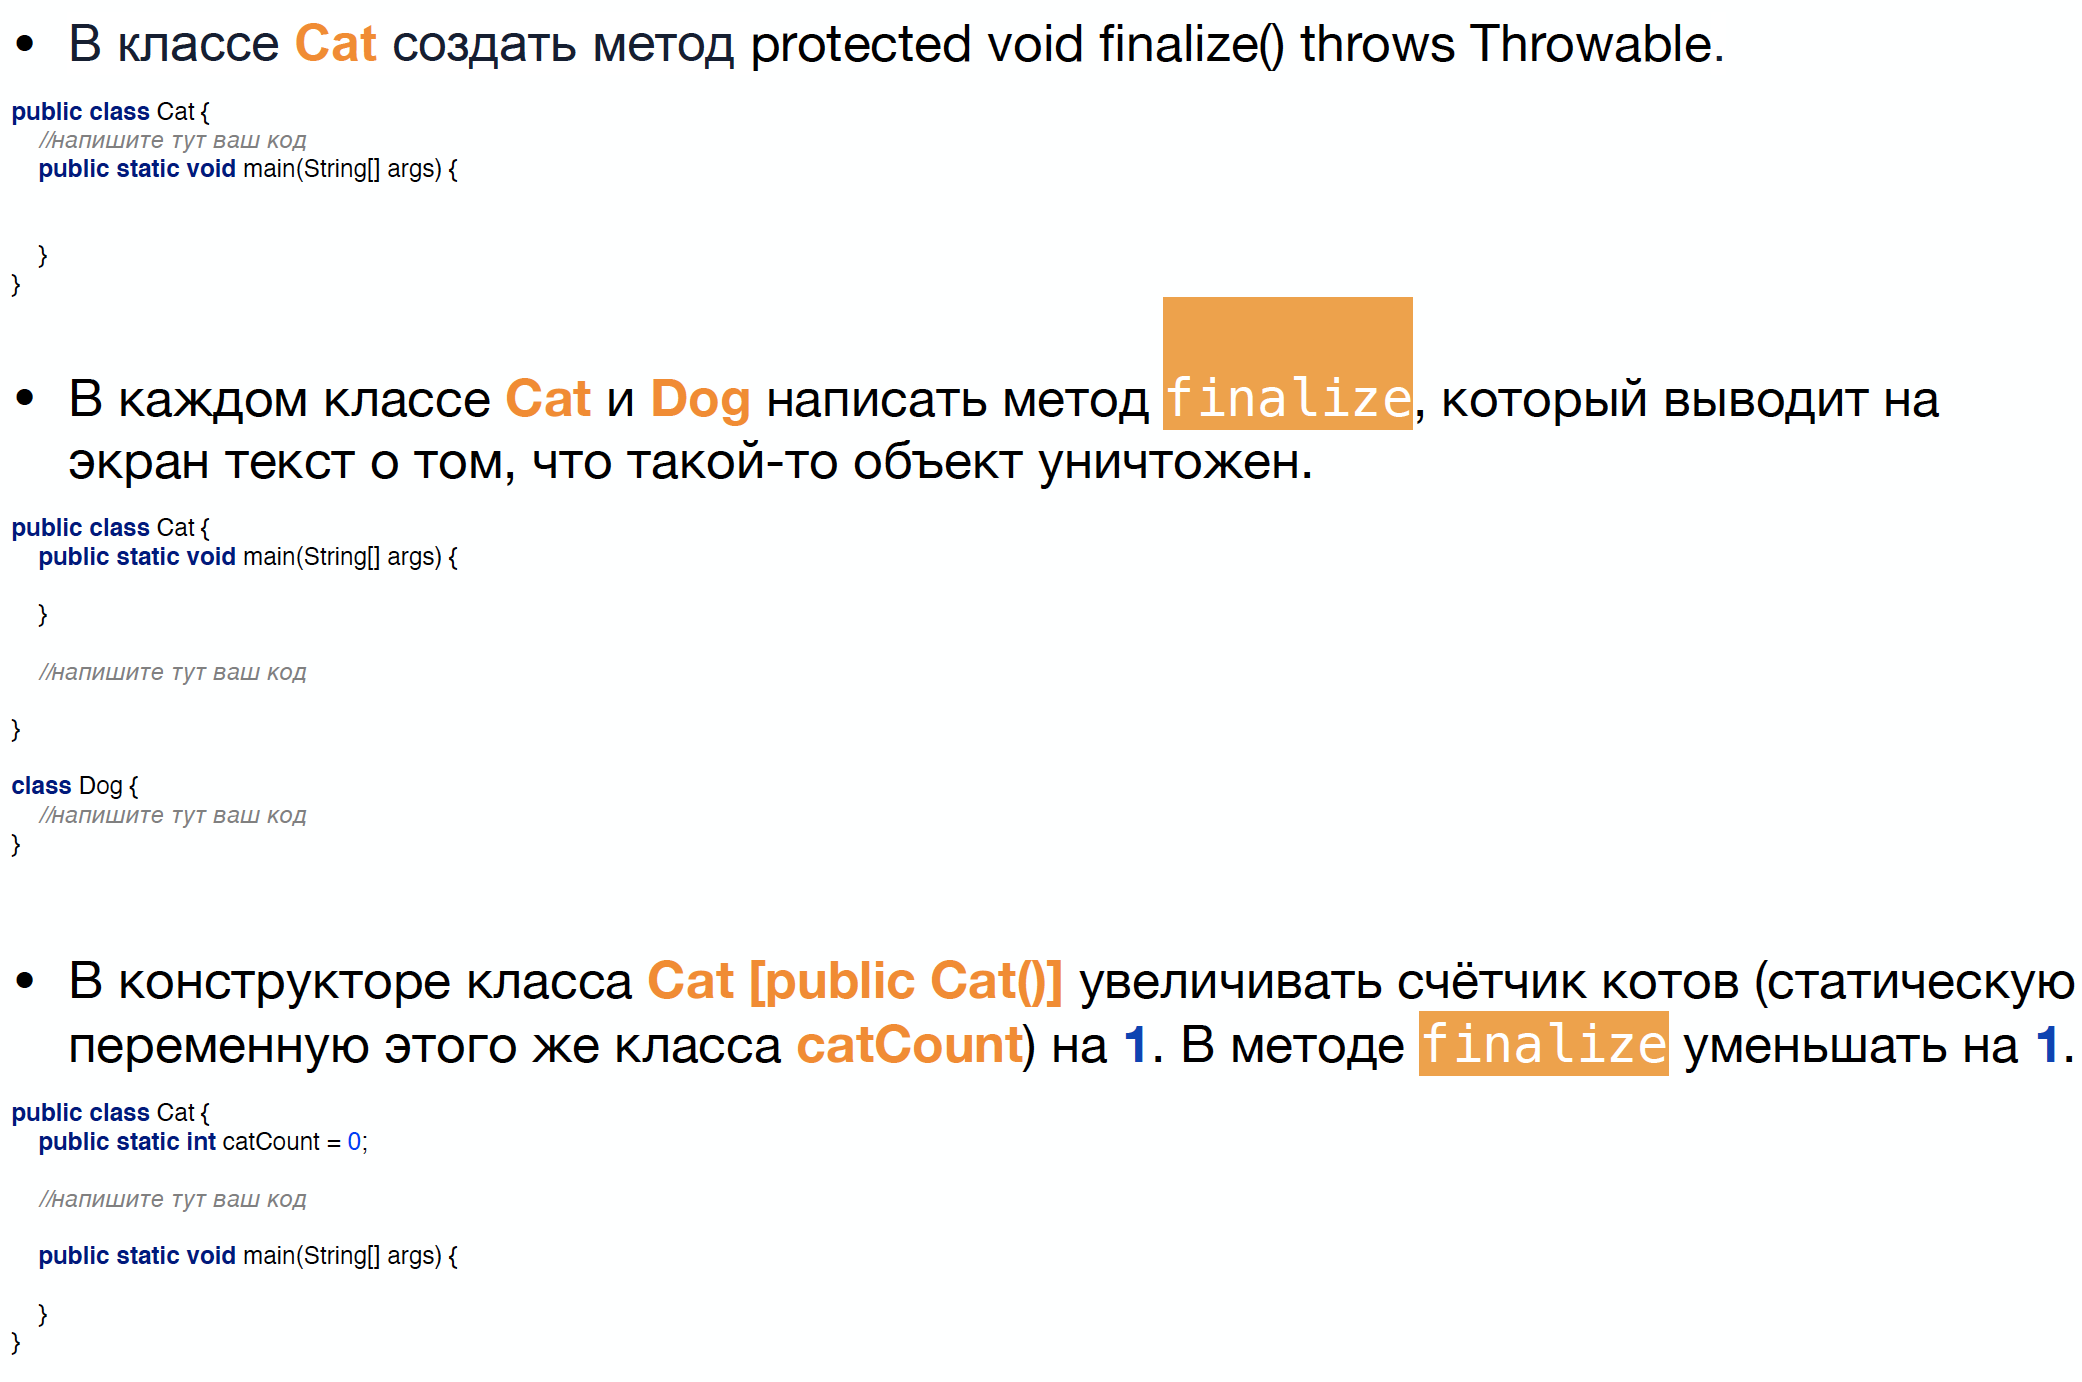 • В классе Cat создать метод protected void finalize() throws Throwable.
public class Cat {
//напишите тут ваш код
public static void main(String[] args) {
}
}
• В каждом классе Cat и Dog написать метод finalize, который выводит на
экран текст о том, что такой-то объект уничтожен.
public class Cat {
public static void main(String[] args) {
}
//напишите тут ваш код
}
class Dog {
//напишите тут ваш код
}
• В конструкторе класса Cat [public Cat()] увеличивать счётчик котов (статическую
переменную этого же класса catCount) на 1. В методе finalize уменьшать на 1.
public class Cat {
public static int catCount = 0;
//напишите тут ваш код
public static void main(String[] args) {
}
}